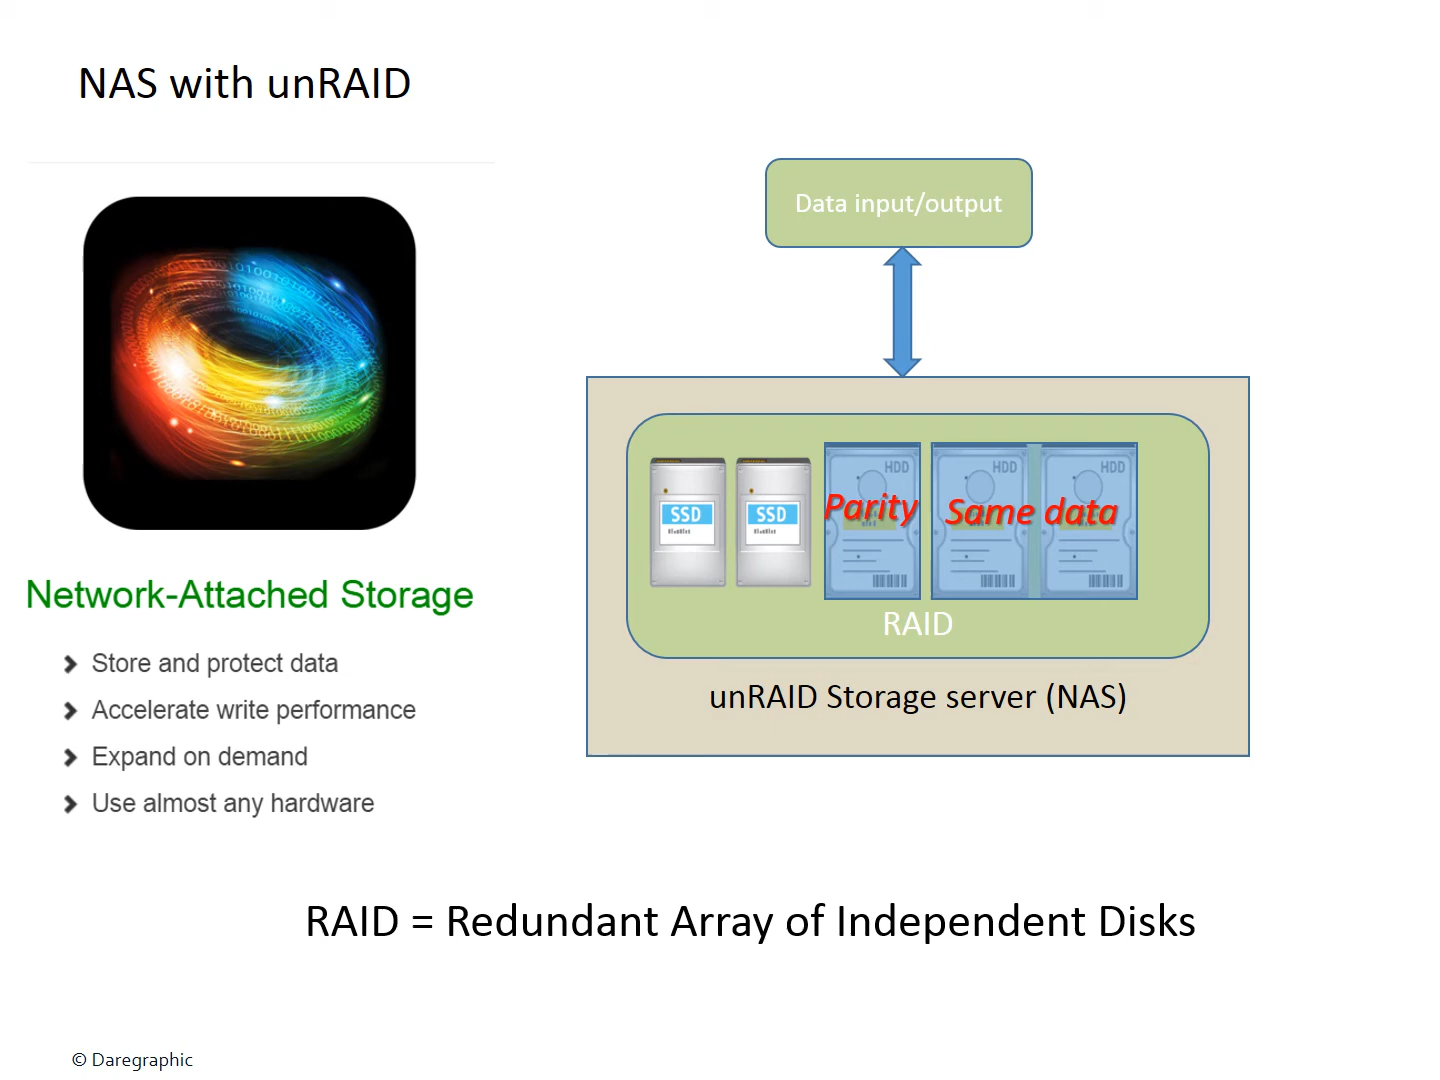 NAS with unRAID
Data input/output
SSD
SSD
HDD
HDD
HDD
Parity
Same data
RAID
unRAID Storage server (NAS)
Network-Attached Storage
Store and protect data
Accelerate write performance
Expand on demand
Use almost any hardware
RAID = Redundant Array of Independent Disks
© Daregraphic